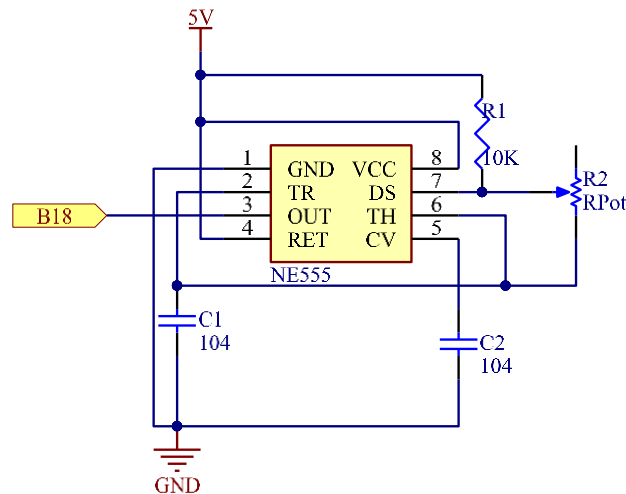 5V
R1
10K
1 GND VCC 8
2 TR DS 7
3 OUT TH 6
4 RET CV 5
R2
RPot
B18
NE555
C1
104
C2
104
GND